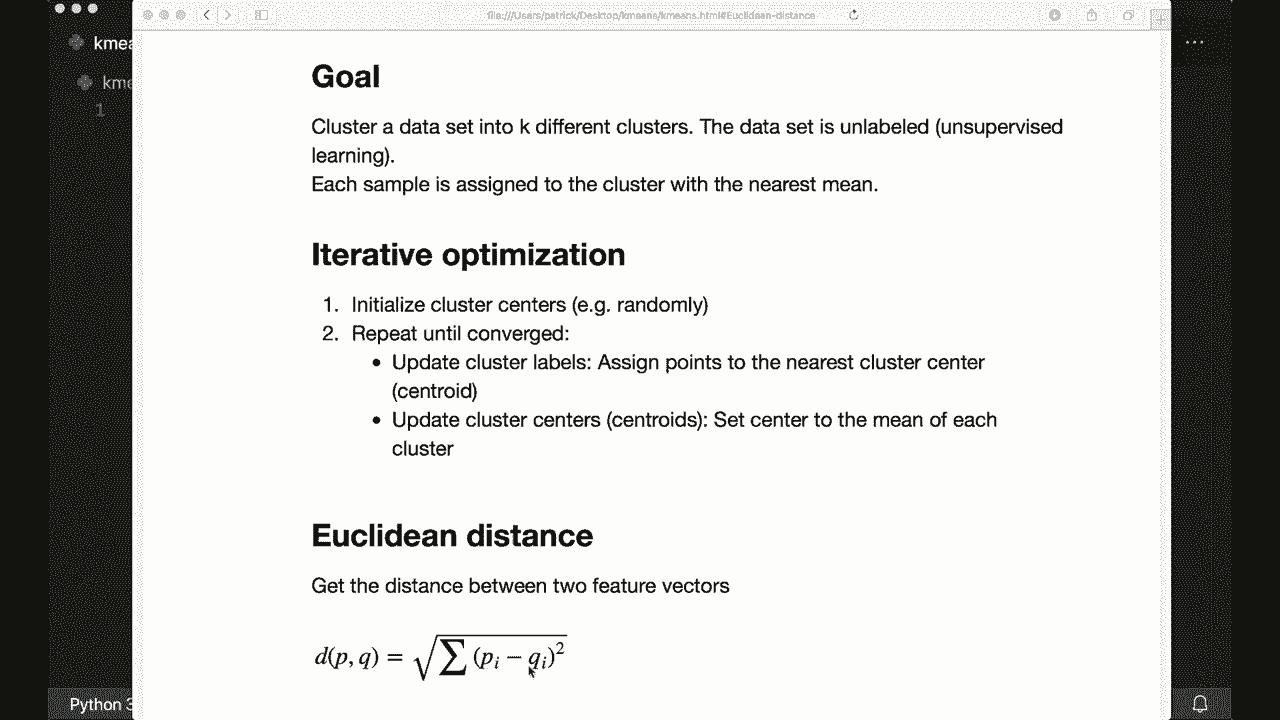 file:///Users/patrick/Desktop/kmeans/kmeans.html#Euclidean-distance
kmea
kme
1
Goal
Cluster a data set into k different clusters. The data set is unlabeled (unsupervised
learning).
Each sample is assigned to the cluster with the nearest mean.
Iterative optimization
1. Initialize cluster centers (e.g. randomly)
2. Repeat until converged:
• Update cluster labels: Assign points to the nearest cluster center
(centroid)
• Update cluster centers (centroids): Set center to the mean of each
cluster
Euclidean distance
Get the distance between two feature vectors
d(p, q) = √∑ (pᵢ − qᵢ)²
Python 3